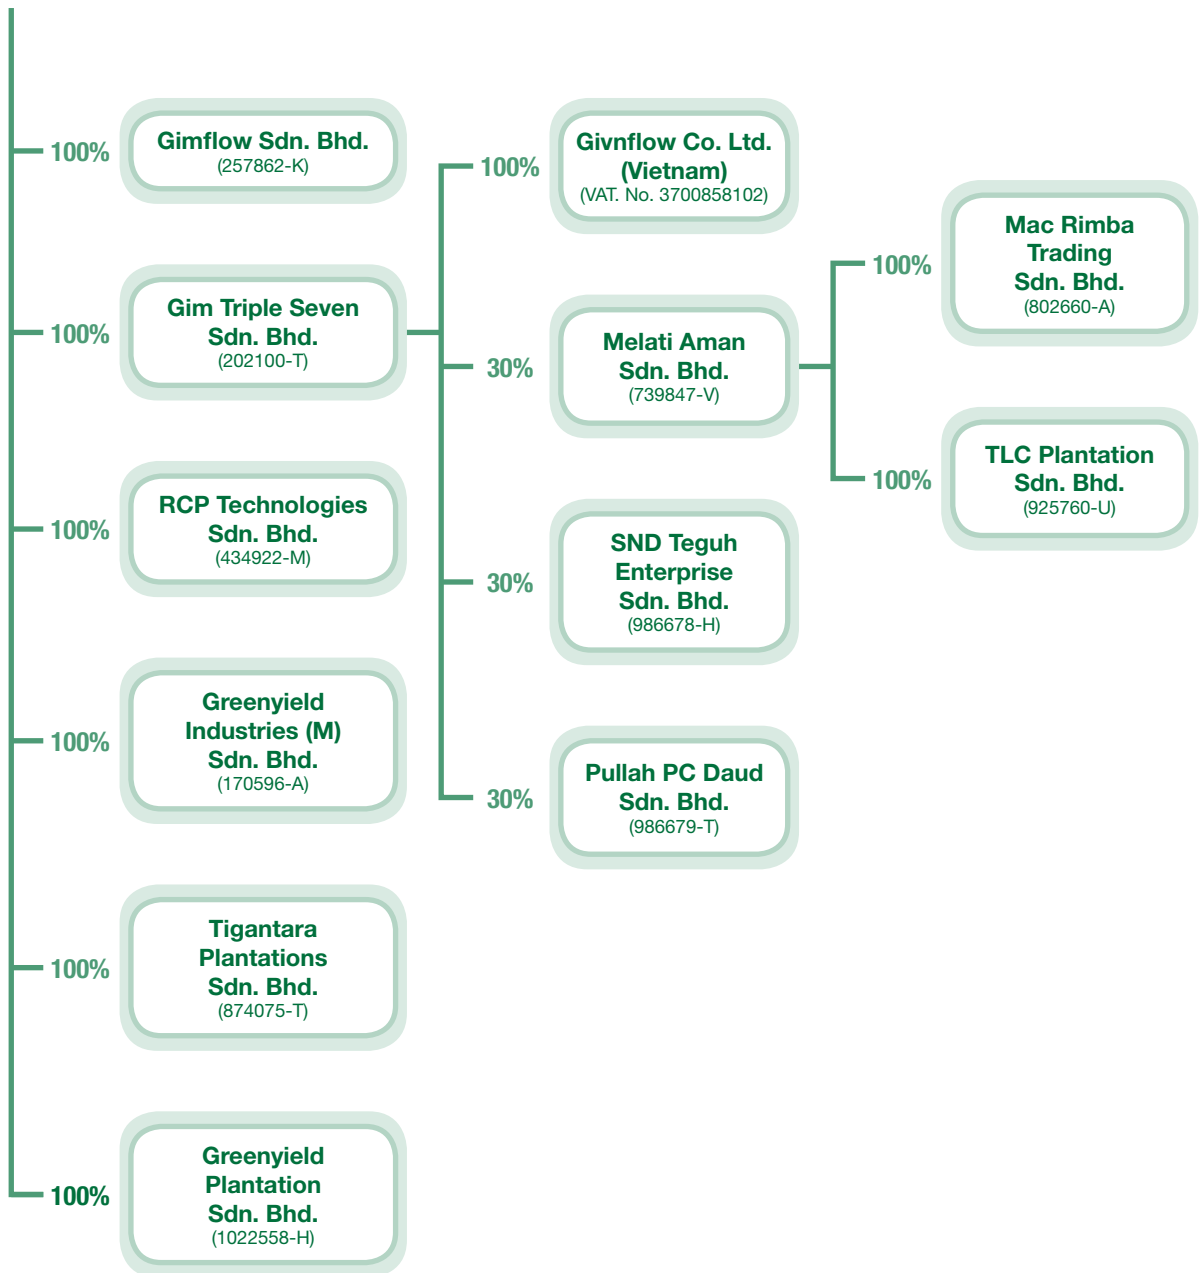 100%
Gimflow Sdn. Bhd.
(257862-K)
100%
Gim Triple Seven
Sdn. Bhd.
(202100-T)
100%
RCP Technologies
Sdn. Bhd.
(434922-M)
100%
Greenyield
Industries (M)
Sdn. Bhd.
(170596-A)
100%
Tigantara
Plantations
Sdn. Bhd.
(874075-T)
100%
Greenyield
Plantation
Sdn. Bhd.
(1022558-H)
100%
Givnflow Co. Ltd.
(Vietnam)
(VAT. No. 3700858102)
30%
Melati Aman
Sdn. Bhd.
(739847-V)
30%
SND Teguh
Enterprise
Sdn. Bhd.
(986678-H)
30%
Pullah PC Daud
Sdn. Bhd.
(986679-T)
100%
Mac Rimba
Trading
Sdn. Bhd.
(802660-A)
100%
TLC Plantation
Sdn. Bhd.
(925760-U)